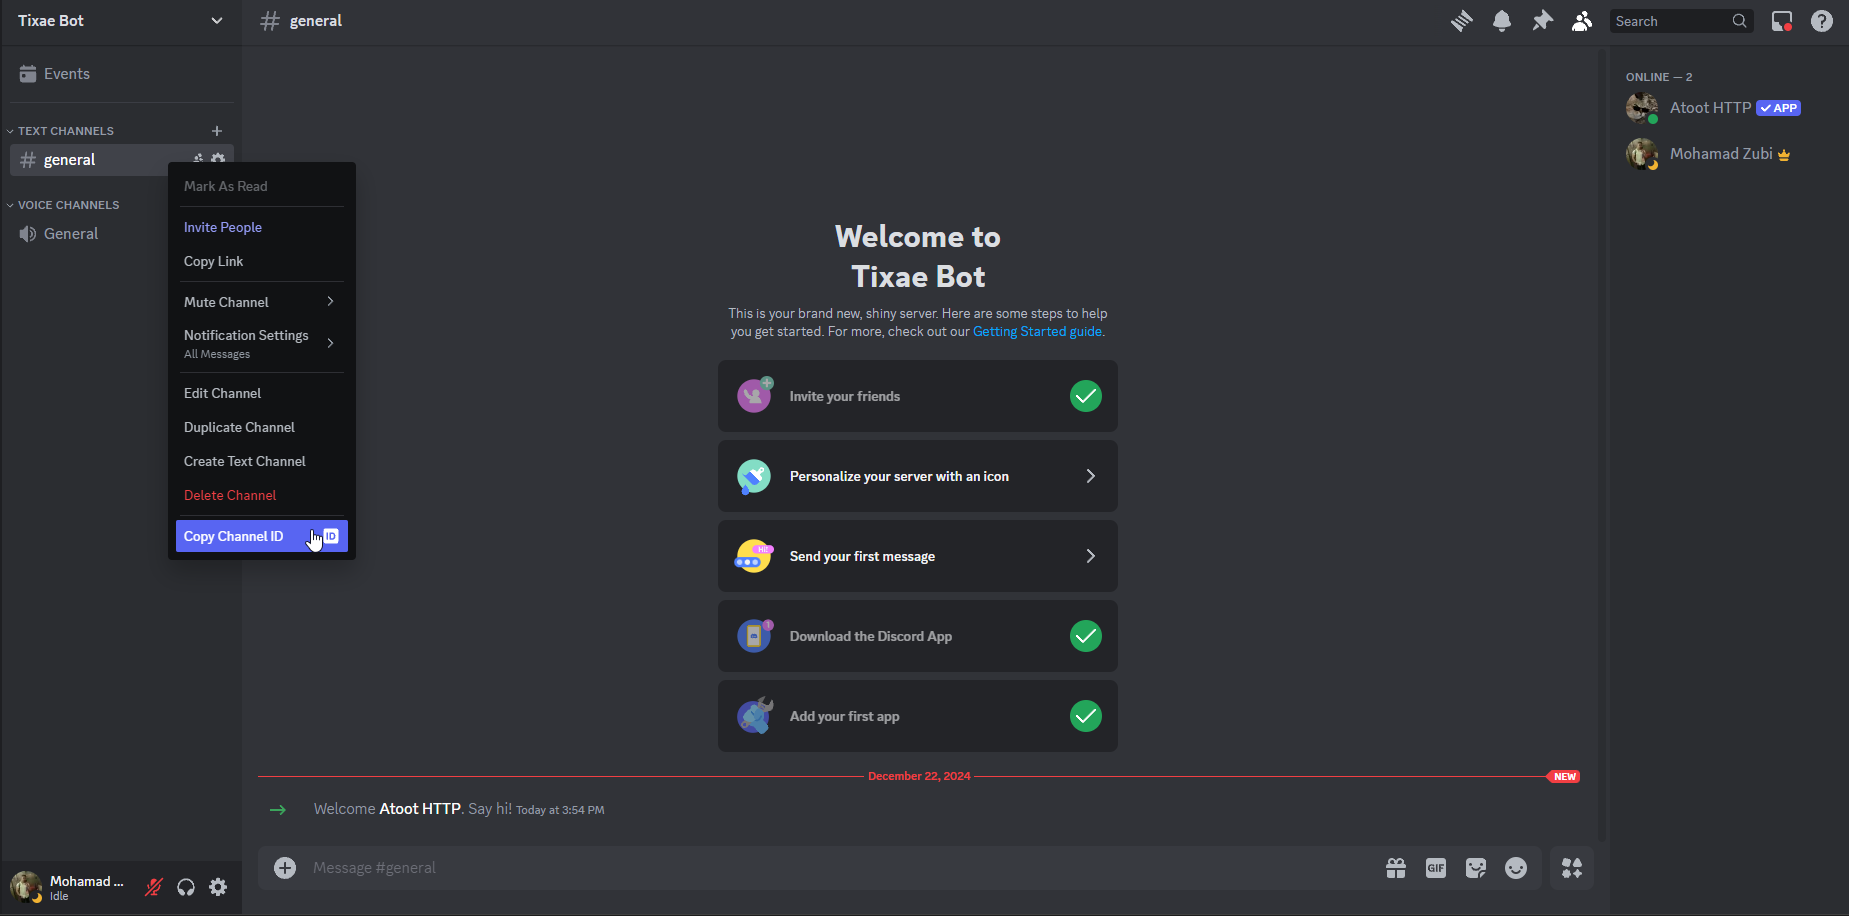 Tixae Bot
general
Search
Events
TEXT CHANNELS
general
VOICE CHANNELS
General
Mark As Read
Invite People
Copy Link
Mute Channel
Notification Settings
All Messages
Edit Channel
Duplicate Channel
Create Text Channel
Delete Channel
Copy Channel ID
ID
Welcome to
Tixae Bot
This is your brand new, shiny server. Here are some steps to help
you get started. For more, check out our Getting Started guide.
Invite your friends
Personalize your server with an icon
Hi!
Send your first message
1
Download the Discord App
Add your first app
December 22, 2024
NEW
Welcome Atoot HTTP. Say hi! Today at 3:54 PM
Message #general
GIF
ONLINE — 2
Atoot HTTP APP
Mohamad Zubi
Mohamad ...
Idle